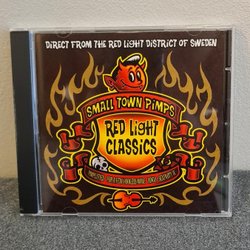 DIRECT FROM THE RED LIGHT DISTRICT OF SWEDEN
SMALL TOWN PIMPS
RED LIGHT
CLASSICS